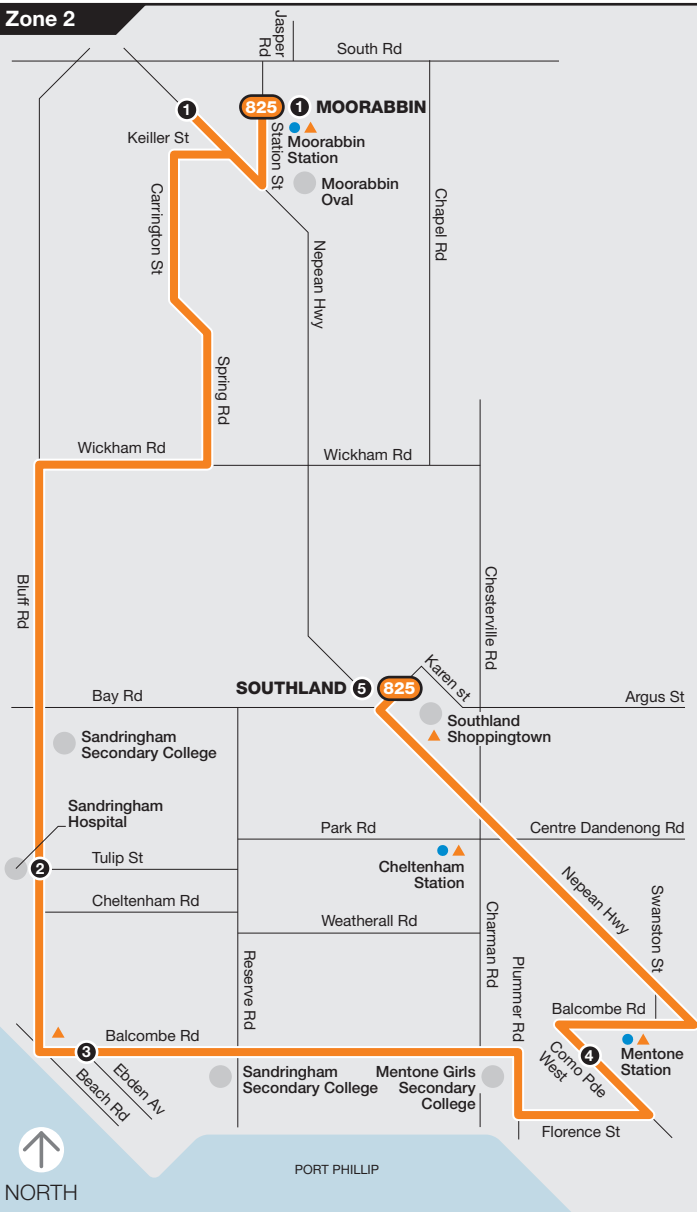 Zone 2
Jasper
Rd
South Rd
1
825
1 MOORABBIN
Keiller St
Station St
Moorabbin
Station
Moorabbin
Oval
Carrington St
Chapel Rd
Nepean Hwy
Spring Rd
Wickham Rd
Wickham Rd
Bluff Rd
Chesterville Rd
SOUTHLAND 5 825
Karen st
Bay Rd
Argus St
Southland
Shoppingtown
Sandringham
Secondary College
Sandringham
Hospital
Park Rd
Centre Dandenong Rd
2
Tulip St
Cheltenham
Station
Nepean Hwy
Cheltenham Rd
Swanston St
Weatherall Rd
Charman Rd
Reserve Rd
Plummer Rd
Balcombe Rd
Balcombe Rd
3
4
Mentone
Station
Como Pde
West
Ebden Av
Beach Rd
Sandringham
Secondary College
Mentone Girls
Secondary
College
Florence St
PORT PHILLIP
NORTH